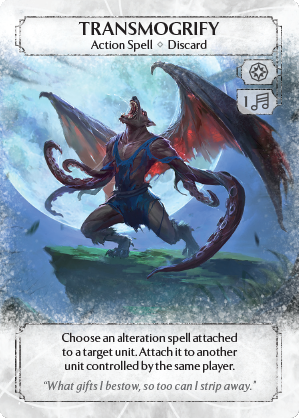 TRANSMOGRIFY
Action Spell ⬦ Discard
1
Choose an alteration spell attached
to a target unit. Attach it to another
unit controlled by the same player.
"What gifts I bestow, so too can I strip away."